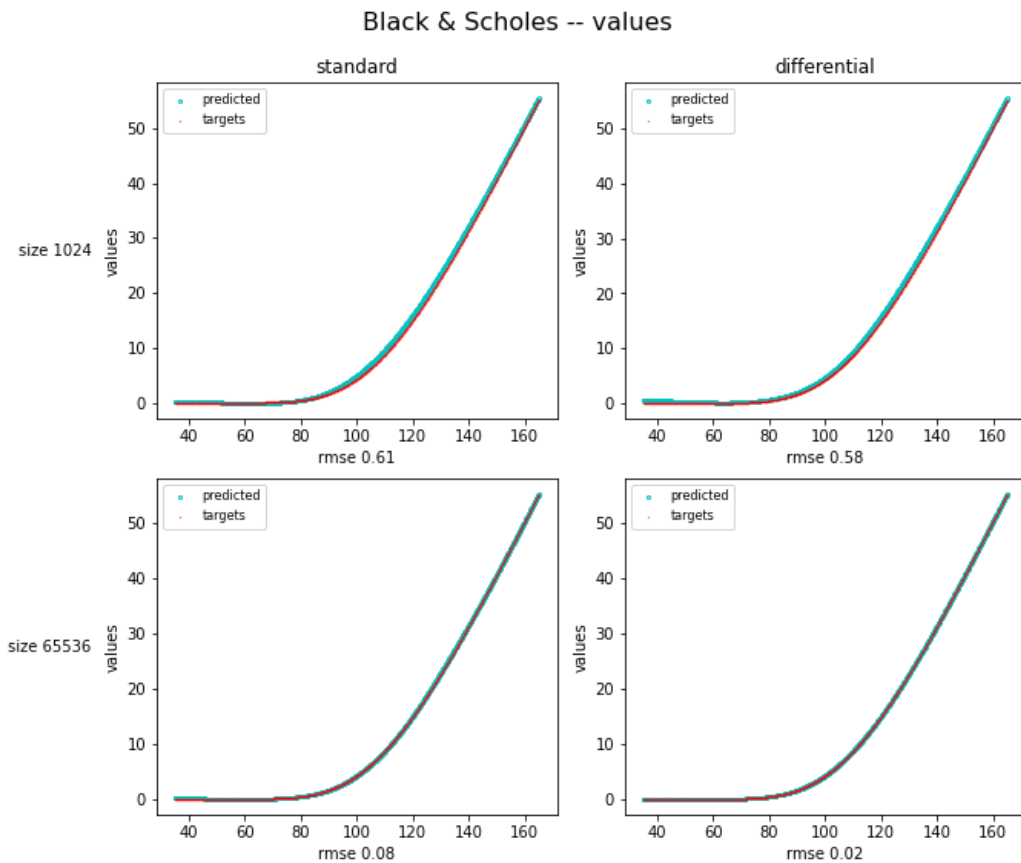 Black & Scholes -- values
standard
differential
size 1024
values
predicted
targets
50
40
30
20
10
0
40 60 80 100 120 140 160
rmse 0.61
values
predicted
targets
50
40
30
20
10
0
40 60 80 100 120 140 160
rmse 0.58
size 65536
values
predicted
targets
50
40
30
20
10
0
40 60 80 100 120 140 160
rmse 0.08
values
predicted
targets
50
40
30
20
10
0
40 60 80 100 120 140 160
rmse 0.02